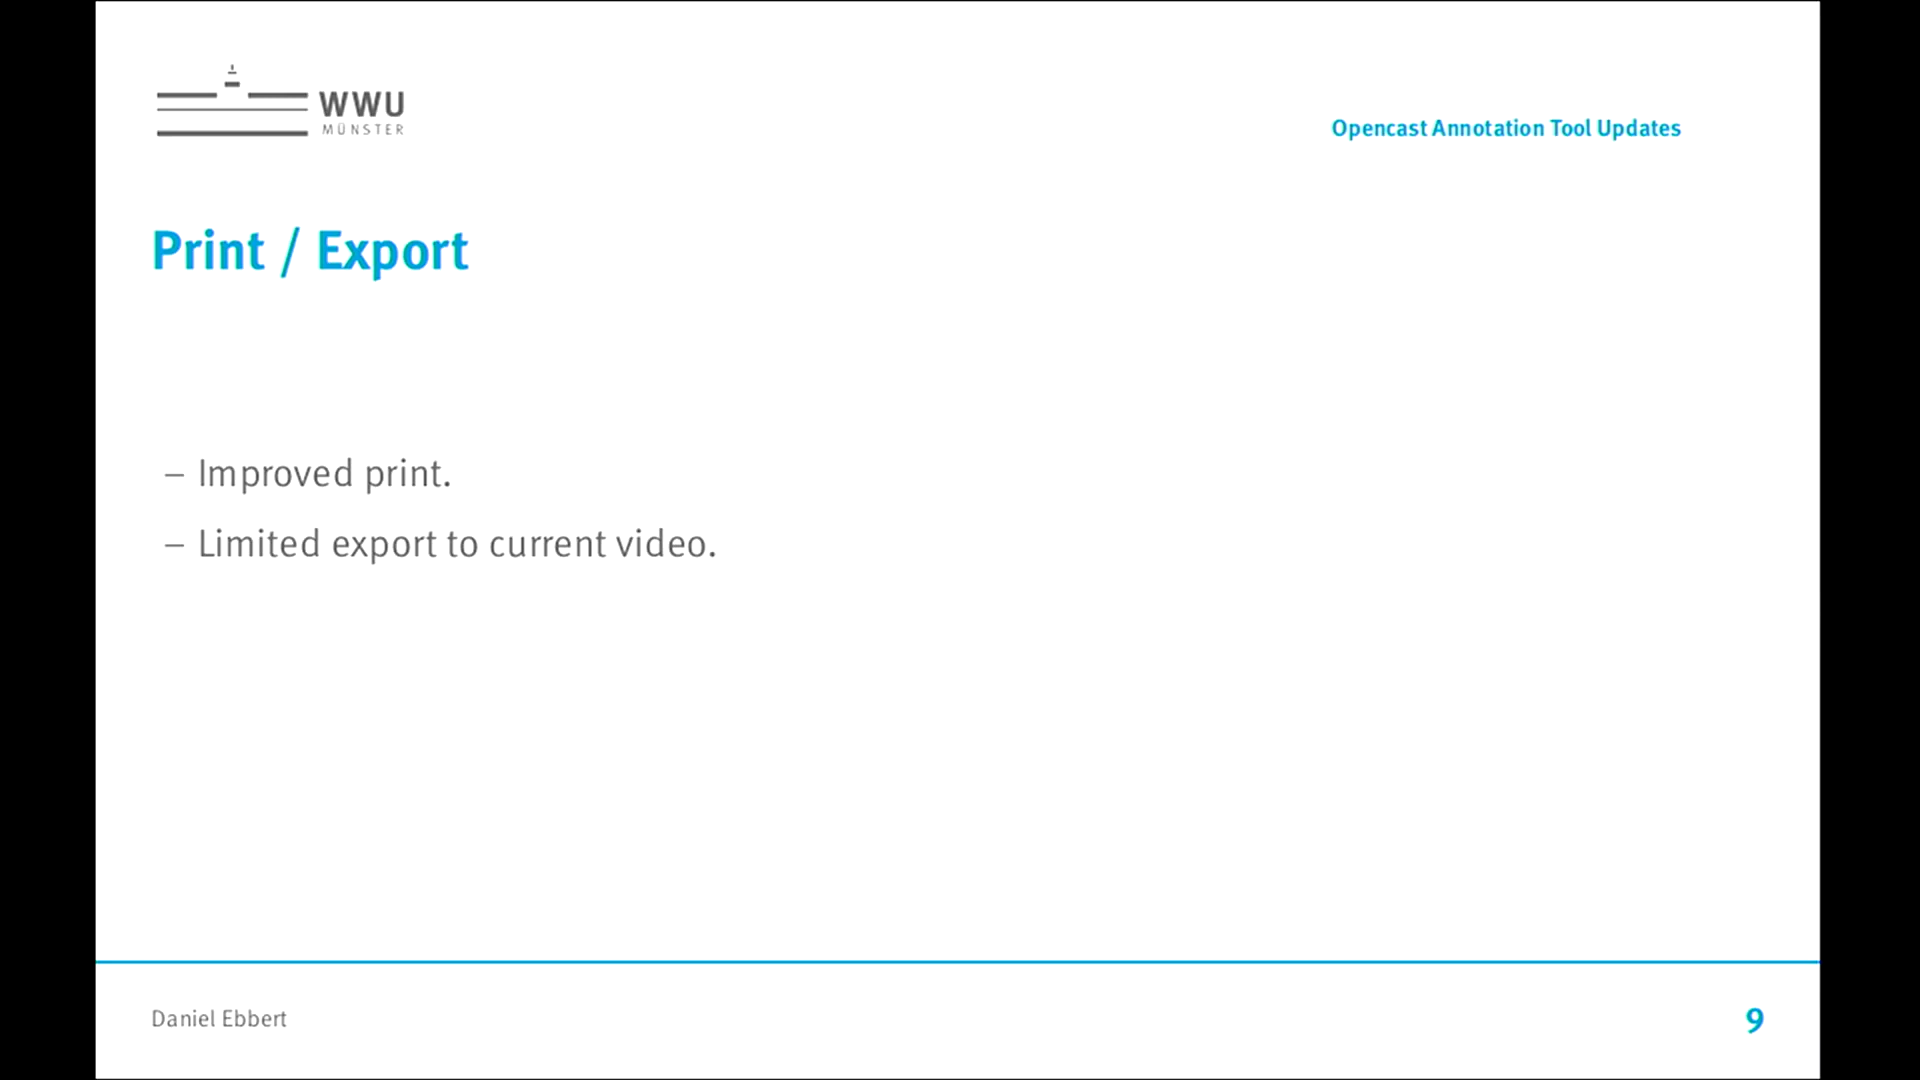 WWU
MÜNSTER
Opencast Annotation Tool Updates
Print / Export
– Improved print.
– Limited export to current video.
Daniel Ebbert
9